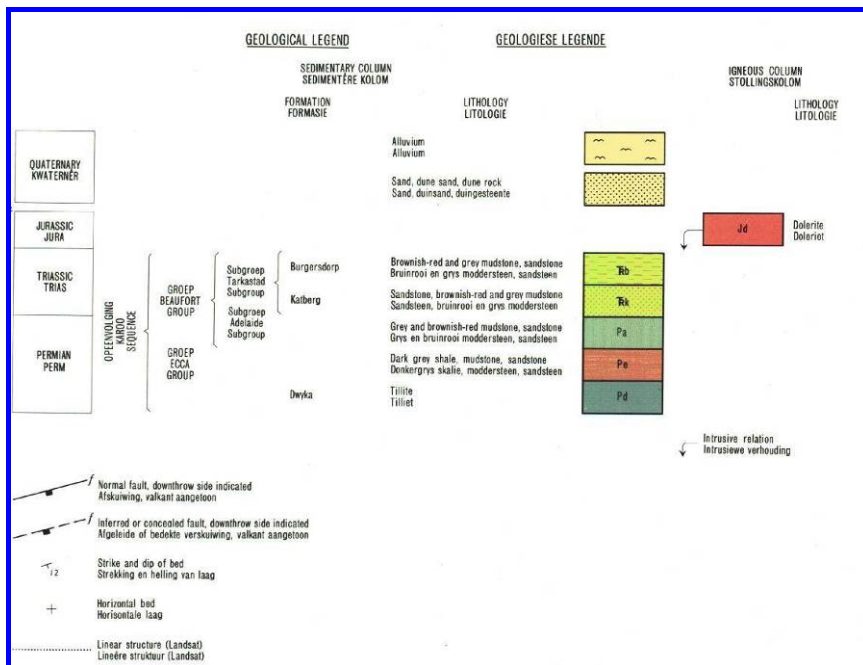 GEOLOGICAL LEGEND
GEOLOGIESE LEGENDE
SEDIMENTARY COLUMN
SEDIMENTÊRE KOLOM
IGNEOUS COLUMN
STOLLINGSKOLOM
FORMATION
FORMASIE
LITHOLOGY
LITOLOGIE
LITHOLOGY
LITOLOGIE
QUATERNARY
KWATERNÊR
Alluvium
Alluvium
Sand, dune sand, dune rock
Sand, duinsand, duingesteente
JURASSIC
JURA
Jd
Dolerite
Doleriet
TRIASSIC
TRIAS
PERMIAN
PERM
OPEENVOLGING
KAROO
SEQUENCE
GROEP
BEAUFORT
GROUP
GROEP
ECCA
GROUP
Subgroep
Tarkastad
Subgroup
Subgroep
Adelaide
Subgroup
Burgersdorp
Brownish-red and grey mudstone, sandstone
Bruinrooi en grys moddersteen, sandsteen
Ꞃb
Katberg
Sandstone, brownish-red and grey mudstone
Sandsteen, bruinrooi en grys moddersteen
Ꞃk
Grey and brownish-red mudstone, sandstone
Grys en bruinrooi moddersteen, sandsteen
Pa
Dark grey shale, mudstone, sandstone
Donkergrys skalie, moddersteen, sandsteen
Pe
Dwyka
Tillite
Tilliet
Pd
Intrusive relation
Intrusiewe verhouding
f
Normal fault, downthrow side indicated
Afskuiwing, valkant aangetoon
f
Inferred or concealed fault, downthrow side indicated
Afgeleide of bedekte verskuiwing, valkant aangetoon
12
Strike and dip of bed
Strekking en helling van laag
Horizontal bed
Horisontale laag
Linear structure (Landsat)
Lineêre struktuur (Landsat)